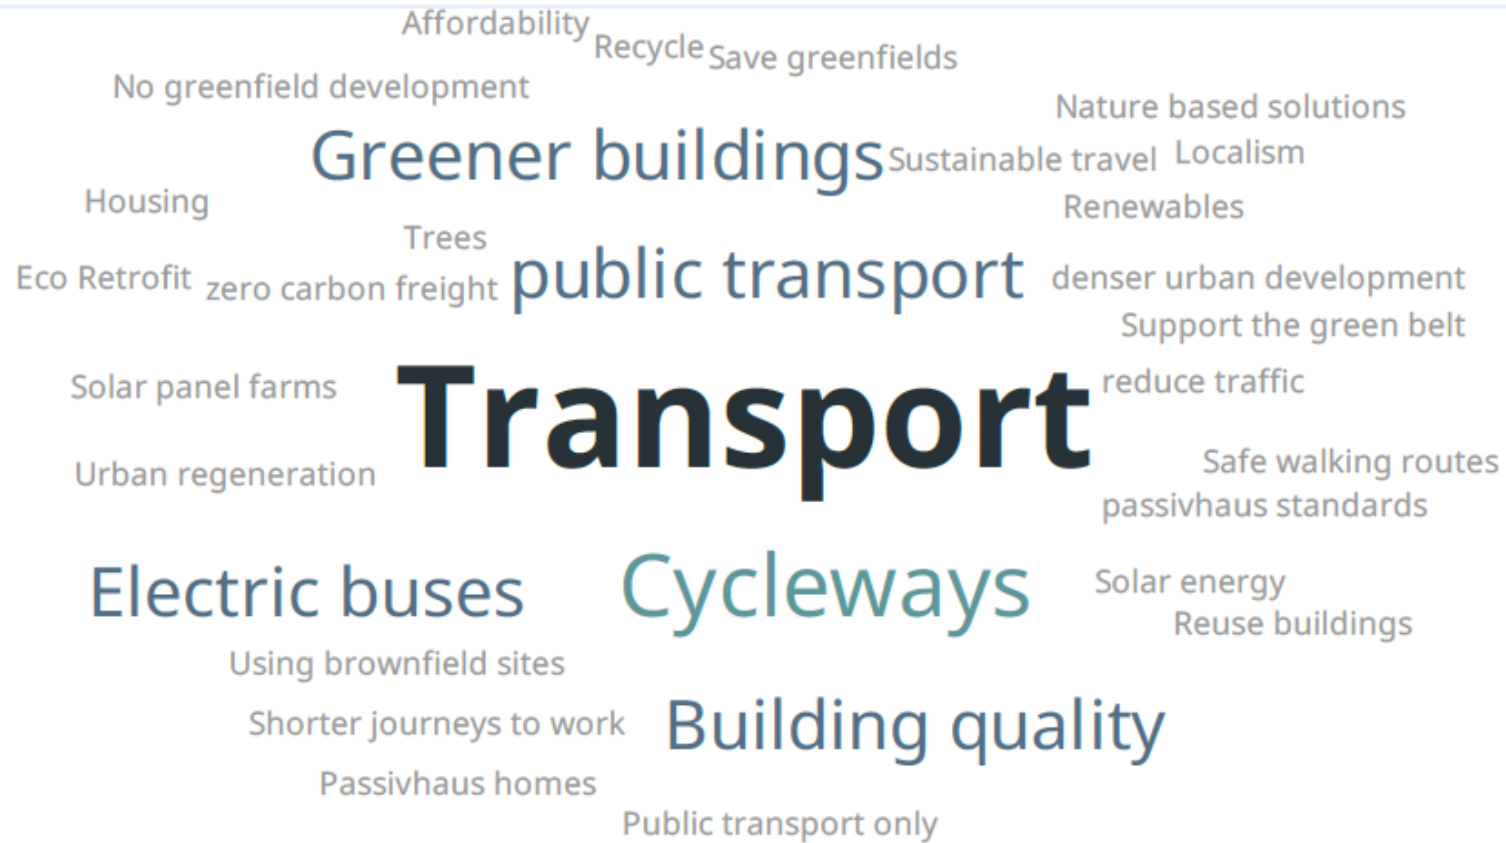 Affordability
Recycle
Save greenfields
No greenfield development
Nature based solutions
Greener buildings
Sustainable travel
Localism
Housing
Renewables
Trees
public transport
Eco Retrofit
zero carbon freight
denser urban development
Support the green belt
Solar panel farms
Transport
reduce traffic
Urban regeneration
Safe walking routes
passivhaus standards
Electric buses
Cycleways
Solar energy
Reuse buildings
Using brownfield sites
Shorter journeys to work
Building quality
Passivhaus homes
Public transport only